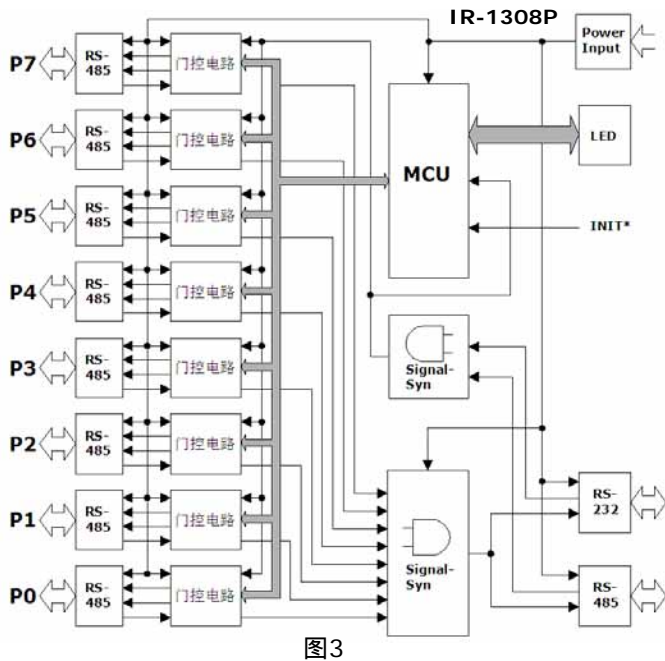 IR-1308P
Power
Input
P7
RS-
485
门控电路
P6
RS-
485
门控电路
MCU
LED
P5
RS-
485
门控电路
INIT*
P4
RS-
485
门控电路
P3
RS-
485
门控电路
Signal-
Syn
P2
RS-
485
门控电路
P1
RS-
485
门控电路
RS-
232
Signal-
Syn
P0
RS-
485
门控电路
RS-
485
图3